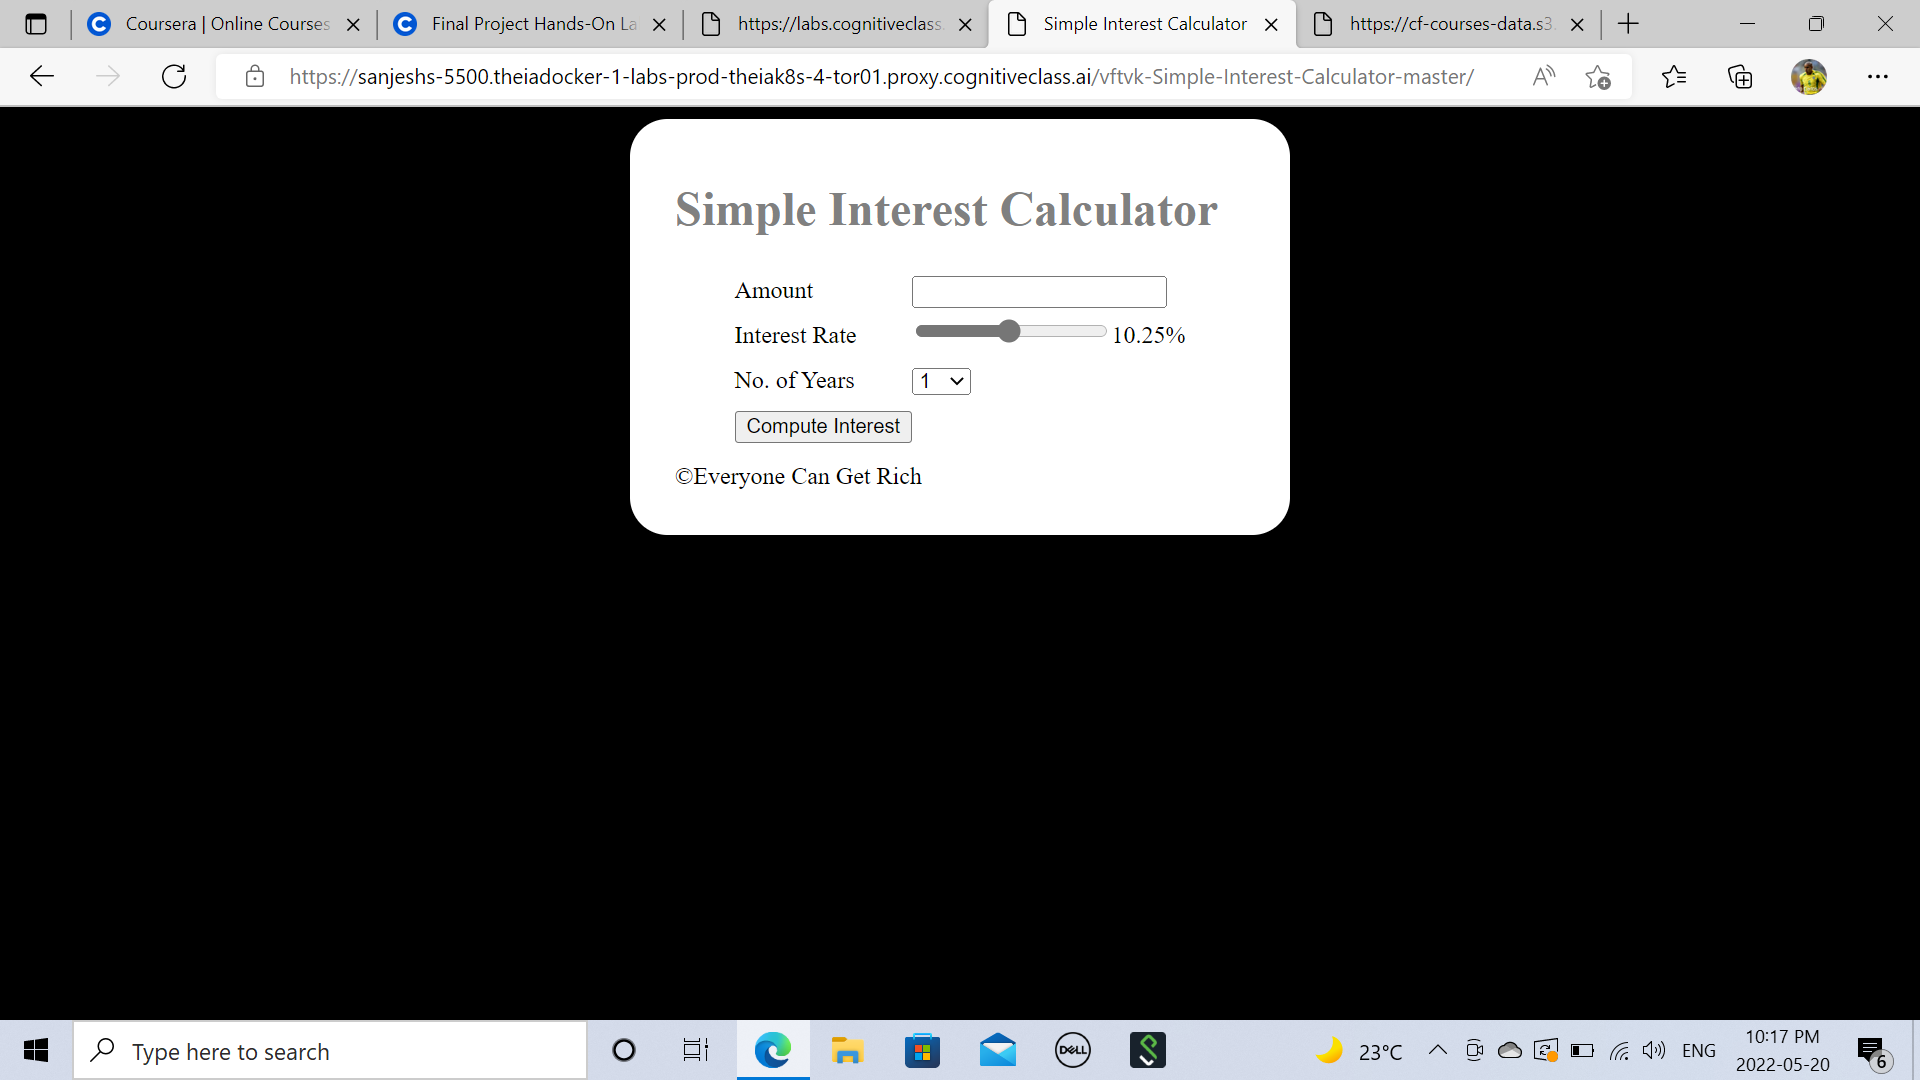 Coursera | Online Courses
Final Project Hands-On La
https://labs.cognitiveclass.
Simple Interest Calculator
https://cf-courses-data.s3.
https://sanjeshs-5500.theiadocker-1-labs-prod-theiak8s-4-tor01.proxy.cognitiveclass.ai/vftvk-Simple-Interest-Calculator-master/
Simple Interest Calculator
Amount
Interest Rate 10.25%
No. of Years 1
Compute Interest
©Everyone Can Get Rich
Type here to search
DELL
23°C
ENG
10:17 PM
2022-05-20
6